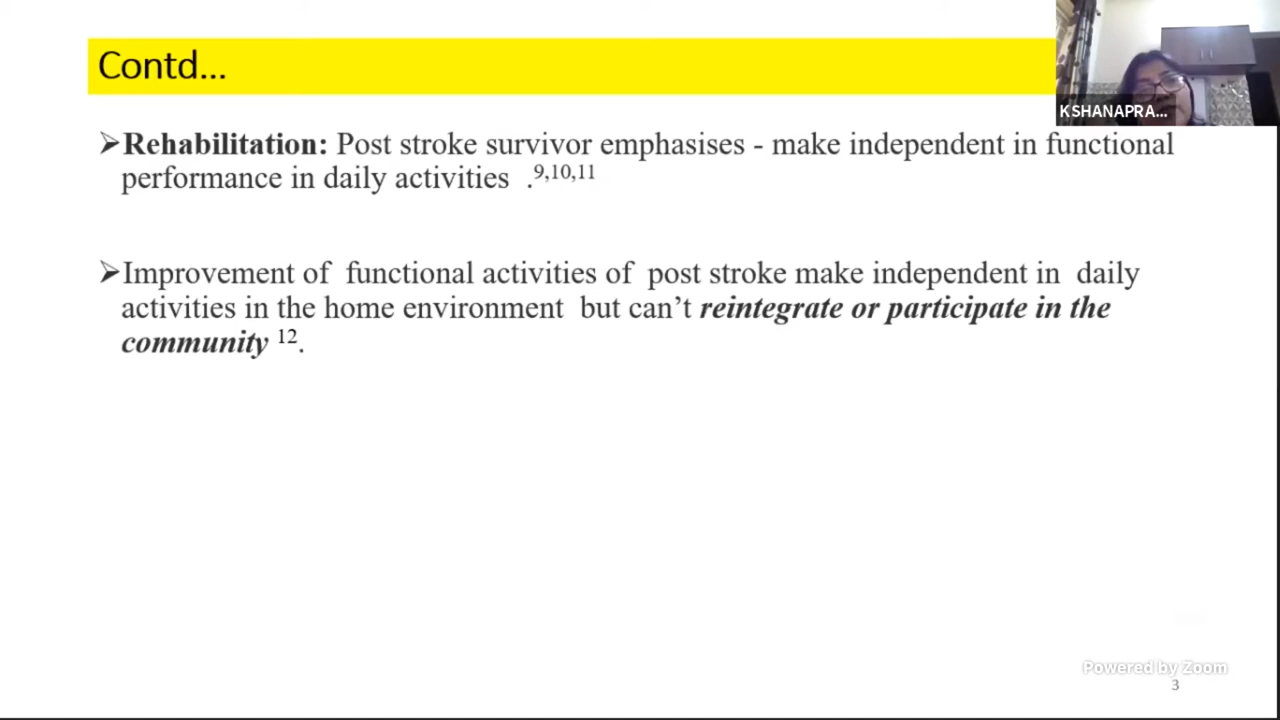 Contd...
KSHANAPRA...
➢Rehabilitation: Post stroke survivor emphasises - make independent in functional
performance in daily activities .9,10,11
➢Improvement of functional activities of post stroke make independent in daily
activities in the home environment but can’t reintegrate or participate in the
community 12.
Powered by Zoom
3